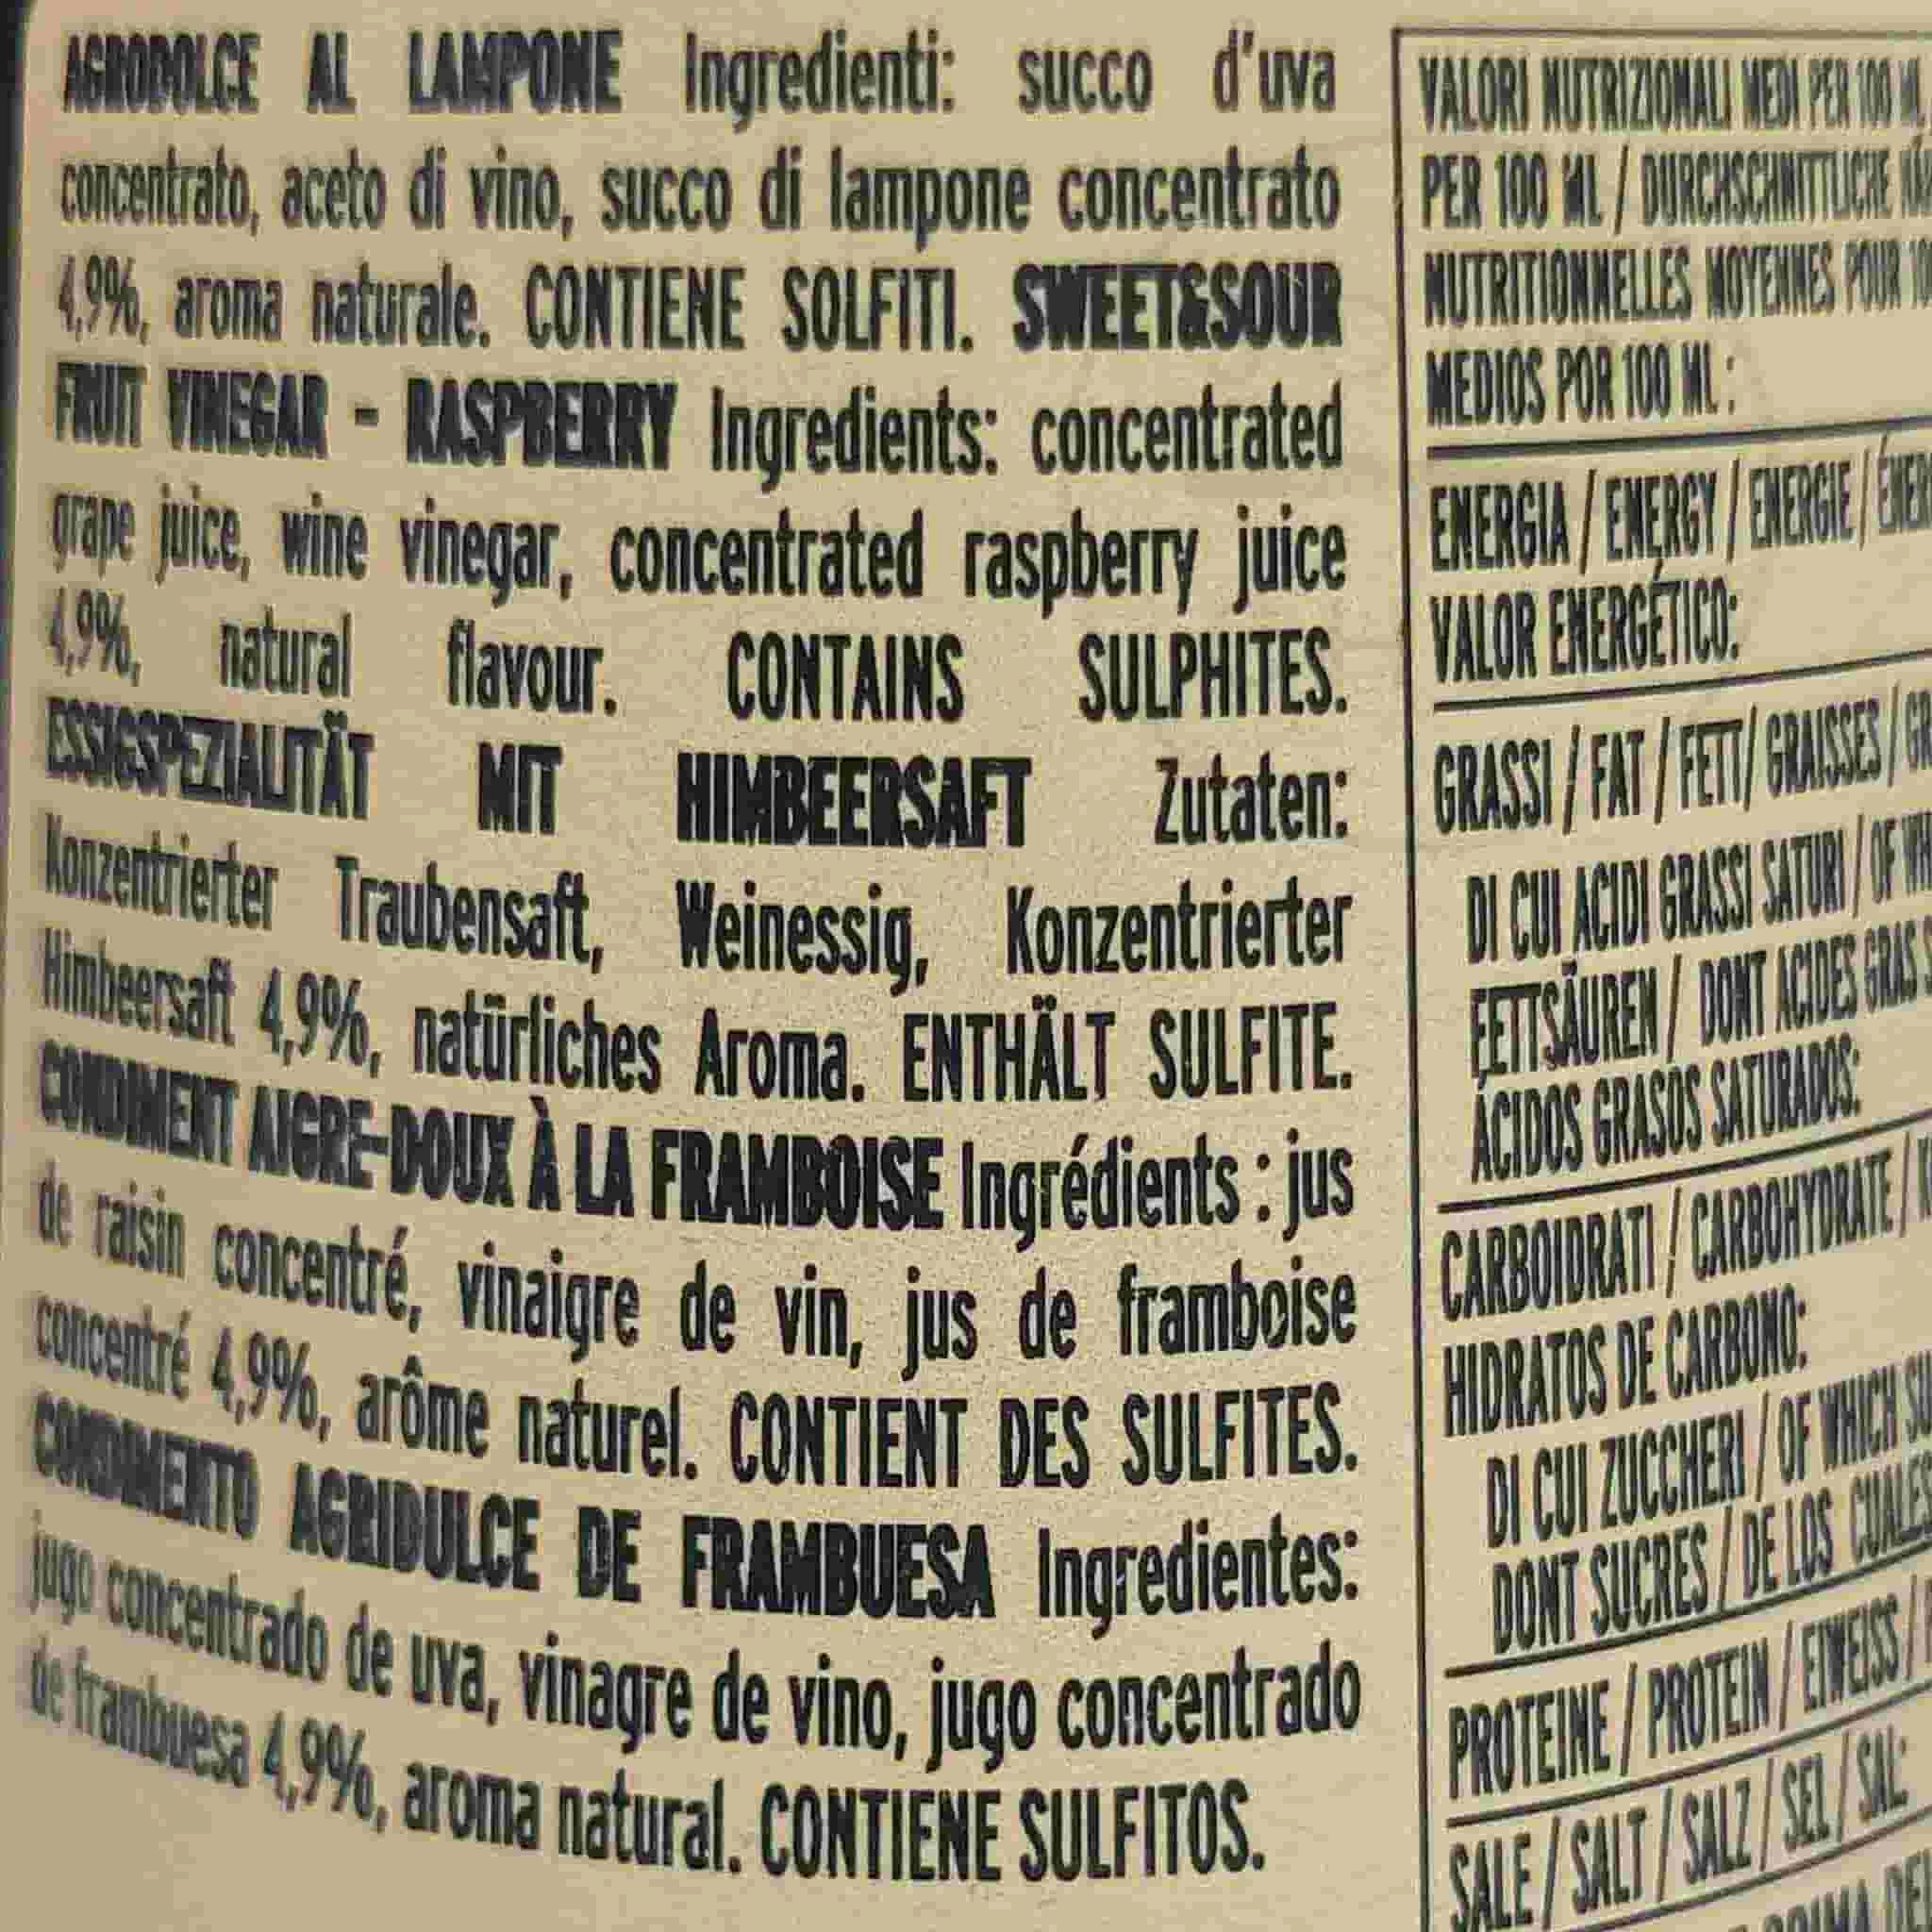 AGRODOLCE AL LAMPONE Ingredienti: succo d'uva
concentrato, aceto di vino, succo di lampone concentrato
4,9%, aroma naturale. CONTIENE SOLFITI. SWEET&SOUR
FRUIT VINEGAR - RASPBERRY Ingredients: concentrated
grape juice, wine vinegar, concentrated raspberry juice
4,9%, natural flavour. CONTAINS SULPHITES.
ESSIGSPEZIALITÄT MIT HIMBEERSAFT Zutaten:
Konzentrierter Traubensaft, Weinessig, Konzentrierter
Himbeersaft 4,9%, natürliches Aroma. ENTHÄLT SULFITE.
CONDIMENT AIGRE-DOUX À LA FRAMBOISE Ingrédients : jus
de raisin concentré, vinaigre de vin, jus de framboise
concentré 4,9%, arôme naturel. CONTIENT DES SULFITES.
CONDIMENTO AGRIDULCE DE FRAMBUESA Ingredientes:
jugo concentrado de uva, vinagre de vino, jugo concentrado
de frambuesa 4,9%, aroma natural. CONTIENE SULFITOS.
VALORI NUTRIZIONALI MEDI PER 100 ML
PER 100 ML / DURCHSCHNITTLICHE
NUTRITIONNELLES MOYENNES POUR
MEDIOS POR 100 ML :
ENERGIA / ENERGY / ENERGIE /
VALOR ENERGÉTICO:
GRASSI / FAT / FETT/ GRAISSES /
DI CUI ACIDI GRASSI SATURI / OF
FETTSÄUREN / DONT ACIDES GRAS
ÁCIDOS GRASOS SATURADOS:
CARBOIDRATI / CARBOHYDRATE /
HIDRATOS DE CARBONO:
DI CUI ZUCCHERI / OF WHICH
DONT SUCRES / DE LOS CUALES
PROTEINE / PROTEIN / EIWEISS /
SALE / SALT / SALZ / SEL / SAL: